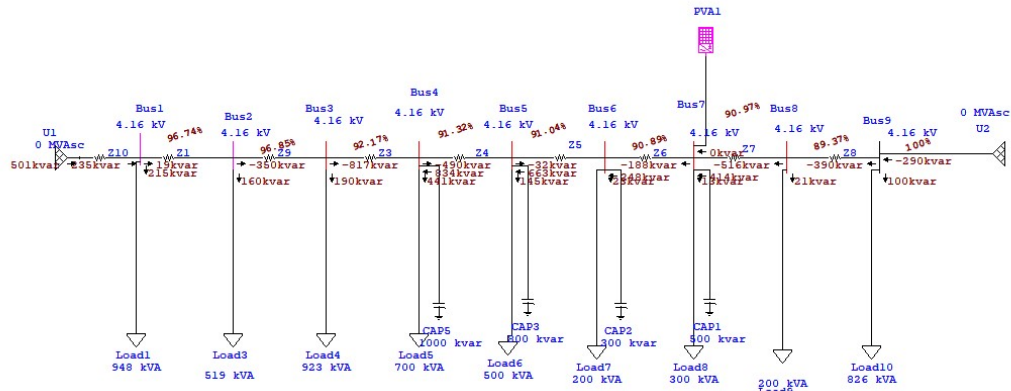 PVA1
Bus4
Bus1
Bus3
Bus5
Bus6
Bus7
90.97%
Bus2
Bus8
4.16 kV
U1
4.16 kV
96.74%
4.16 kV
4.16 kV
92.17%
91.32%
4.16 kV
91.04%
4.16 kV
90.89%
4.16 kV
4.16 kV
89.37%
Bus9
4.16 kV
0 MVAsc
96.85%
100%
0 MVAsc
U2
Z10
Z1
Z9
Z3
Z4
Z5
Z6
Z7
Z8
501kvar
335kvar
19kvar
-350kvar
-817kvar
-490kvar
-32kvar
-188kvar
0kvar
-516kvar
-390kvar
-290kvar
215kvar
160kvar
190kvar
834kvar
441kvar
663kvar
145kvar
248kvar
-414kvar
21kvar
100kvar
CAP5
1000 kvar
CAP3
CAP2
300 kvar
CAP1
500 kvar
Load1
948 kVA
Load3
519 kVA
Load4
923 kVA
Load5
700 kVA
Load6
500 kVA
Load7
200 kVA
Load8
300 kVA
200 kVA
Load10
826 kVA